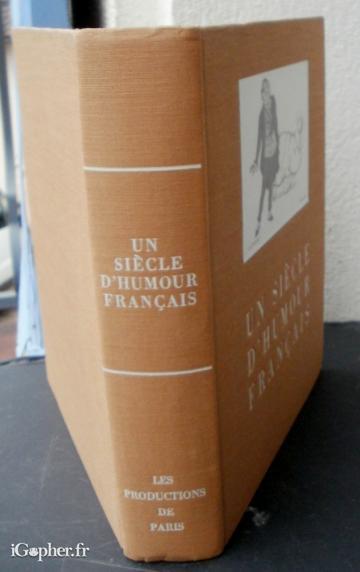 UN
SIÈCLE
D'HUMOUR
FRANÇAIS
LES
PRODUCTIONS
DE
PARIS
UN SIÈCLE
D'HUMOUR
FRANÇAIS
iGopher.fr